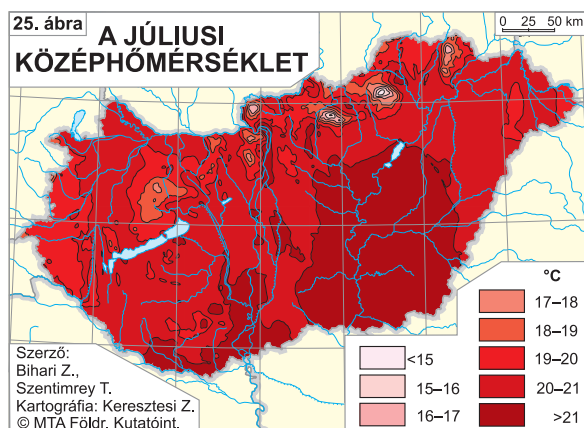 25. ábra
A JÚLIUSI
KÖZÉPHŐMÉRSÉKLET
0 25 50 km
°C
17–18
18–19
19–20
20–21
>21
<15
15–16
16–17
Szerző:
Bihari Z.,
Szentimrey T.
Kartográfia: Keresztesi Z.
© MTA Földr. Kutatóint.